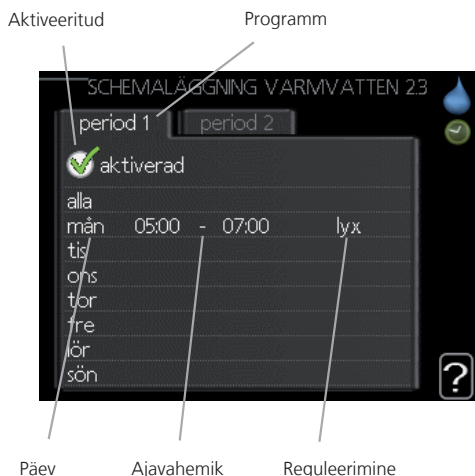 Aktiveeritud Programm
SCHEMALÄGGNING VARMVATTEN 2.3
period 1 period 2
aktiverad
alla
mån 05:00 - 07:00 lyx
tis
ons
tor
fre
lör
sön
?
Päev Ajavahemik Reguleerimine